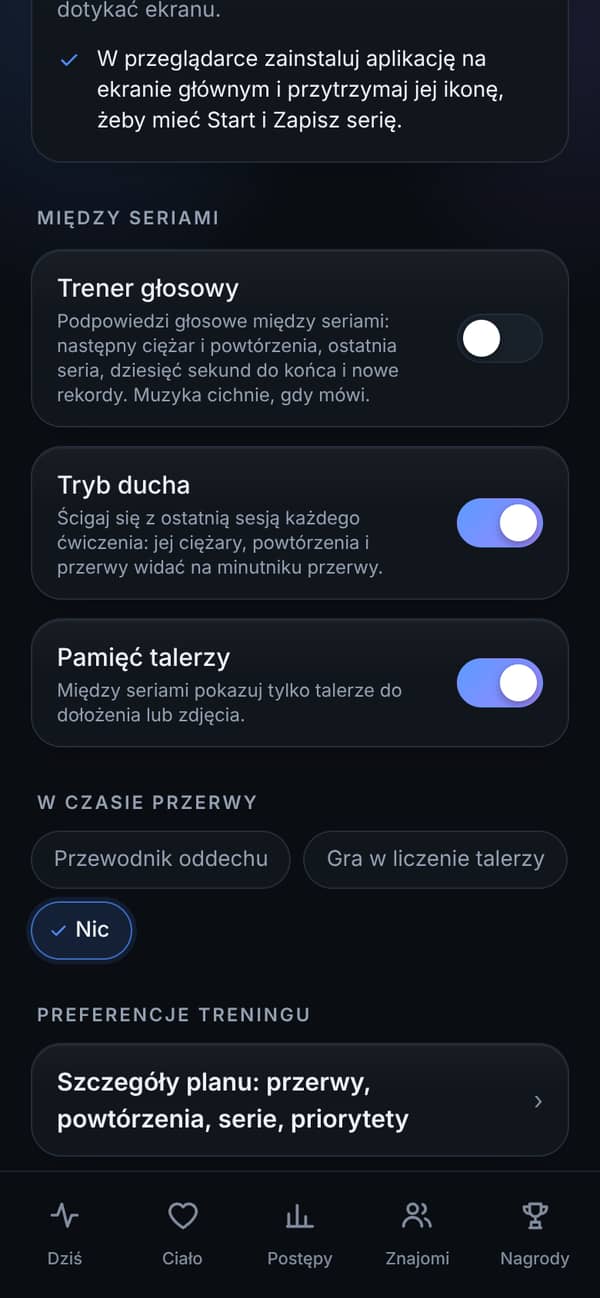 dotykać ekranu.
W przeglądarce zainstaluj aplikację na
ekranie głównym i przytrzymaj jej ikonę,
żeby mieć Start i Zapisz serię.
MIĘDZY SERIAMI
Trener głosowy
Podpowiedzi głosowe między seriami:
następny ciężar i powtórzenia, ostatnia
seria, dziesięć sekund do końca i nowe
rekordy. Muzyka cichnie, gdy mówi.
Tryb ducha
Ścigaj się z ostatnią sesją każdego
ćwiczenia: jej ciężary, powtórzenia i
przerwy widać na minutniku przerwy.
Pamięć talerzy
Między seriami pokazuj tylko talerze do
dołożenia lub zdjęcia.
W CZASIE PRZERWY
Przewodnik oddechu
Gra w liczenie talerzy
Nic
PREFERENCJE TRENINGU
Szczegóły planu: przerwy,
powtórzenia, serie, priorytety
Dziś
Ciało
Postępy
Znajomi
Nagrody